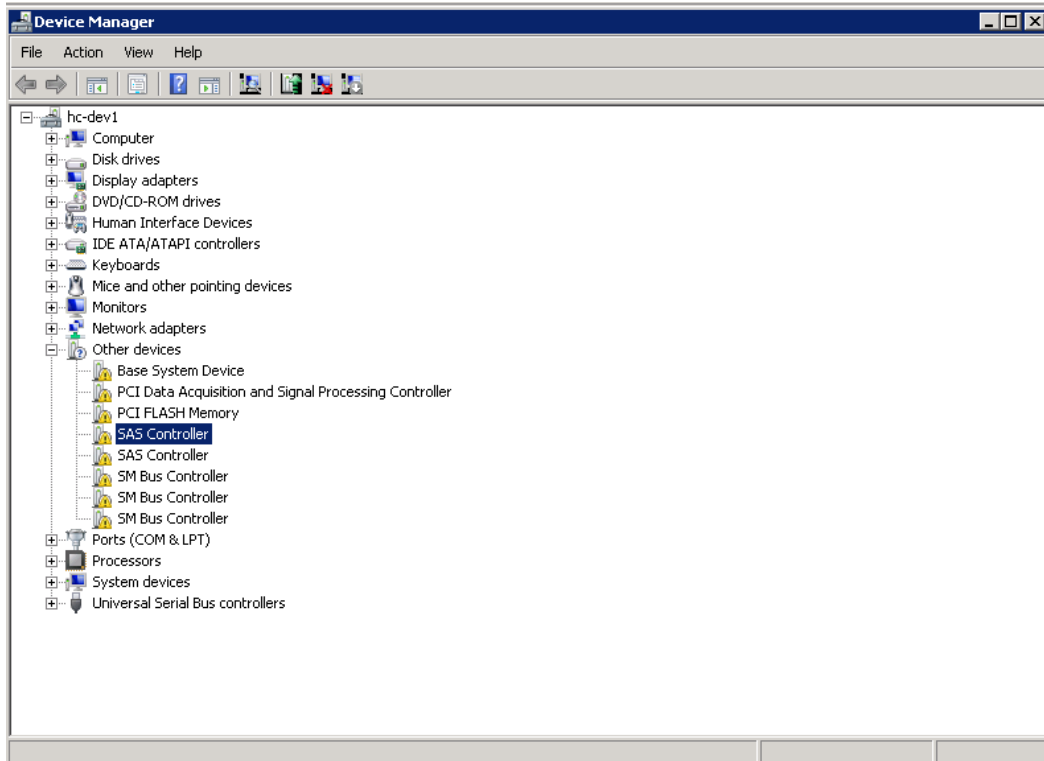 Device Manager
File Action View Help
hc-dev1
Computer
Disk drives
Display adapters
DVD/CD-ROM drives
Human Interface Devices
IDE ATA/ATAPI controllers
Keyboards
Mice and other pointing devices
Monitors
Network adapters
Other devices
Base System Device
PCI Data Acquisition and Signal Processing Controller
PCI FLASH Memory
SAS Controller
SAS Controller
SM Bus Controller
SM Bus Controller
SM Bus Controller
Ports (COM & LPT)
Processors
System devices
Universal Serial Bus controllers